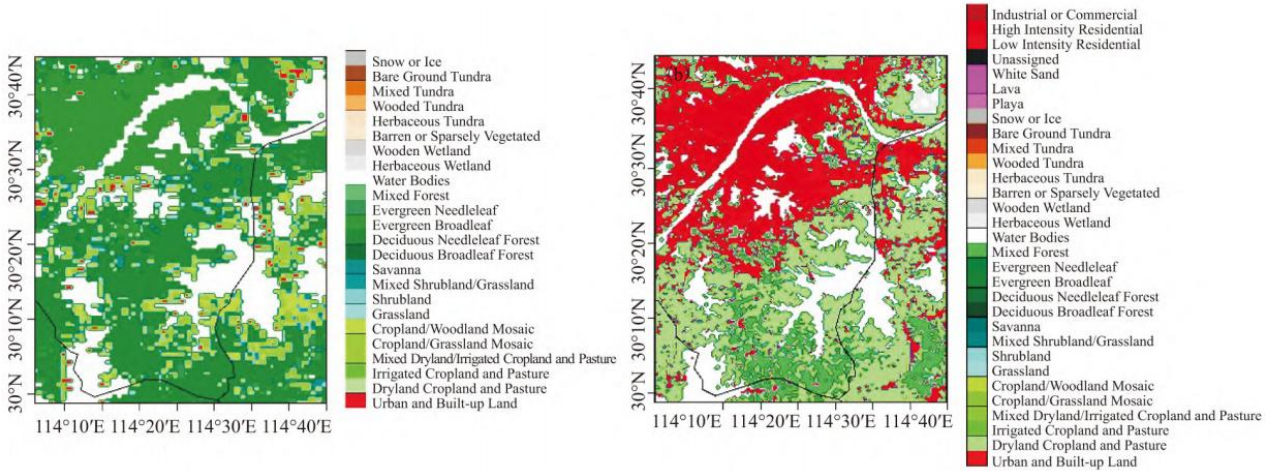 30°40′N
30°30′N
30°20′N
30°10′N
30°N
114°10′E 114°20′E 114°30′E 114°40′E
Snow or Ice
Bare Ground Tundra
Mixed Tundra
Wooded Tundra
Herbaceous Tundra
Barren or Sparsely Vegetated
Wooden Wetland
Herbaceous Wetland
Water Bodies
Mixed Forest
Evergreen Needleleaf
Evergreen Broadleaf
Deciduous Needleleaf Forest
Deciduous Broadleaf Forest
Savanna
Mixed Shrubland/Grassland
Shrubland
Grassland
Cropland/Woodland Mosaic
Cropland/Grassland Mosaic
Mixed Dryland/Irrigated Cropland and Pasture
Irrigated Cropland and Pasture
Dryland Cropland and Pasture
Urban and Built-up Land
(b)
30°40′N
30°30′N
30°20′N
30°10′N
30°N
114°10′E 114°20′E 114°30′E 114°40′E
Industrial or Commercial
High Intensity Residential
Low Intensity Residential
Unassigned
White Sand
Lava
Playa
Snow or Ice
Bare Ground Tundra
Mixed Tundra
Wooded Tundra
Herbaceous Tundra
Barren or Sparsely Vegetated
Wooden Wetland
Herbaceous Wetland
Water Bodies
Mixed Forest
Evergreen Needleleaf
Evergreen Broadleaf
Deciduous Needleleaf Forest
Deciduous Broadleaf Forest
Savanna
Mixed Shrubland/Grassland
Shrubland
Grassland
Cropland/Woodland Mosaic
Cropland/Grassland Mosaic
Mixed Dryland/Irrigated Cropland and Pasture
Irrigated Cropland and Pasture
Dryland Cropland and Pasture
Urban and Built-up Land